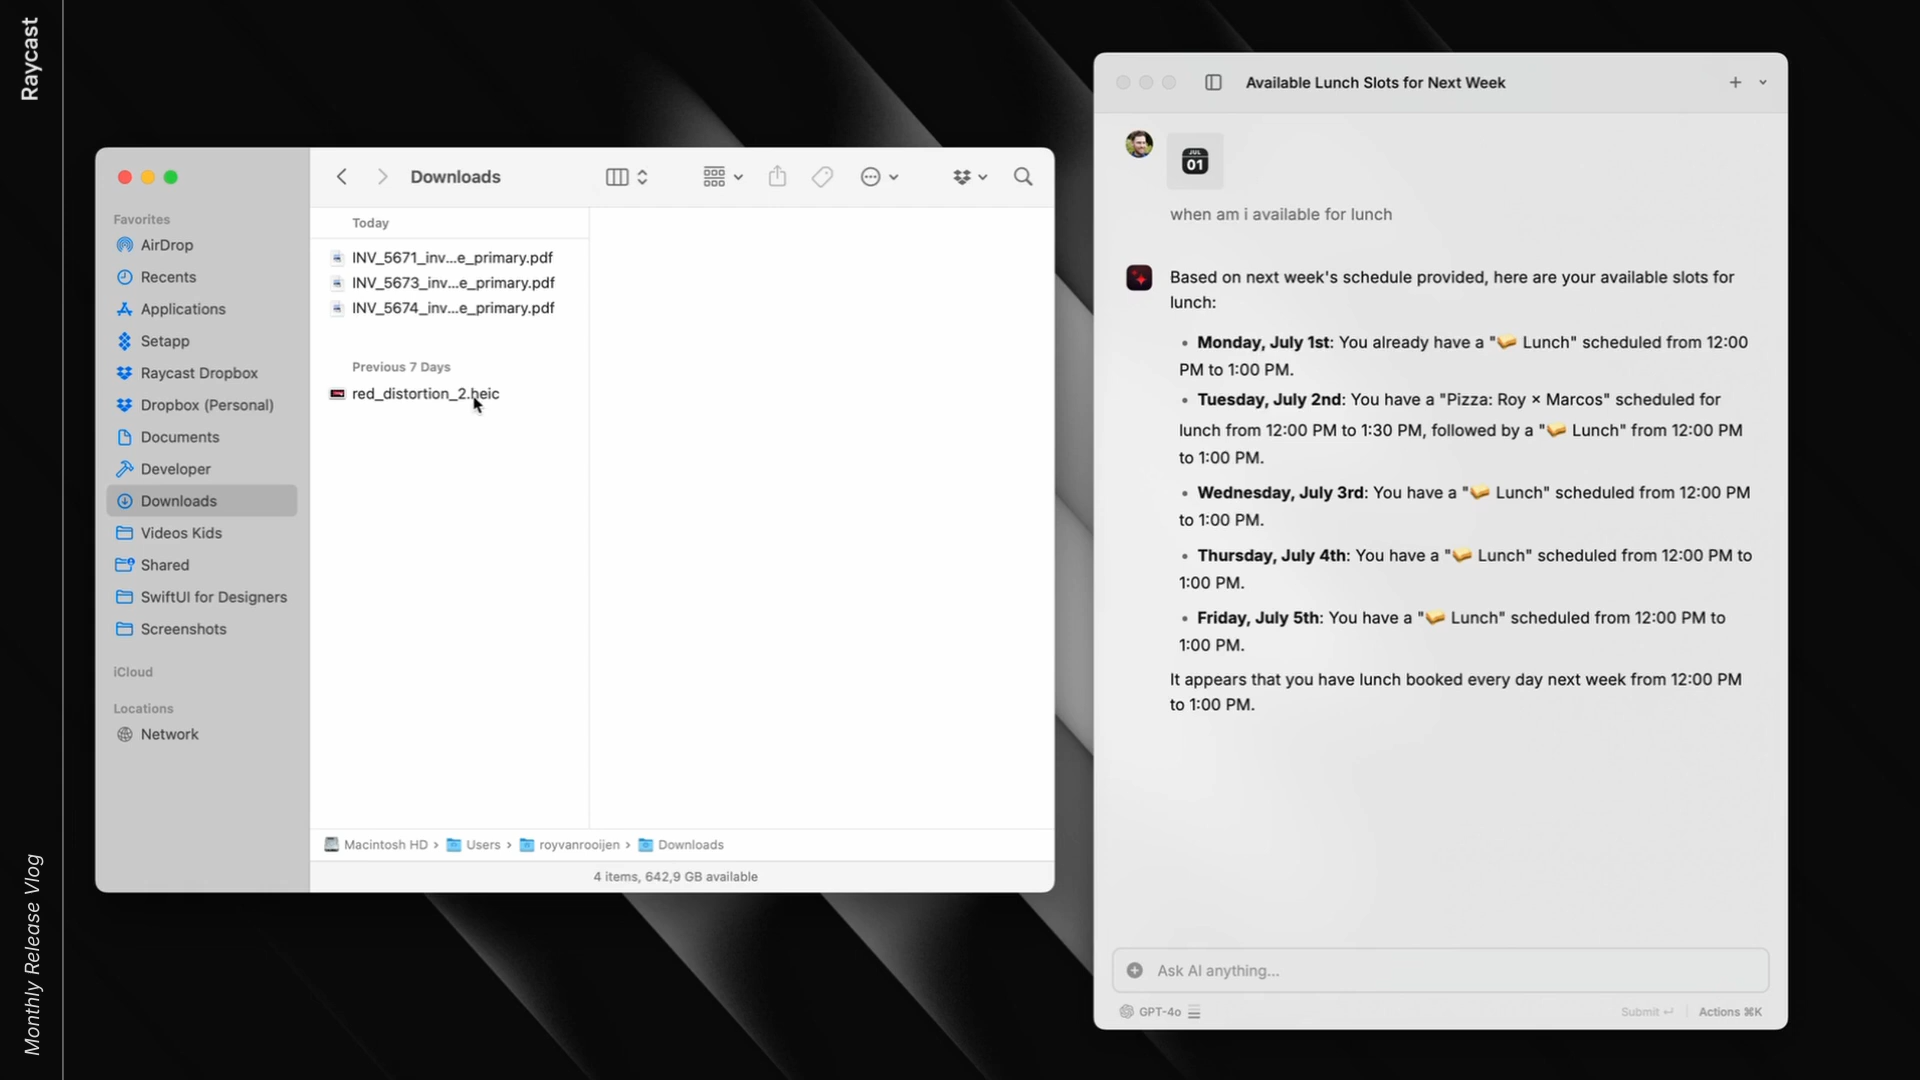 Raycast
Monthly Release Vlog
Downloads
Favorites
AirDrop
Recents
Applications
Setapp
Raycast Dropbox
Dropbox (Personal)
Documents
Developer
Downloads
Videos Kids
Shared
SwiftUI for Designers
Screenshots
iCloud
Locations
Network
Today
INV_5671_inv...e_primary.pdf
INV_5673_inv...e_primary.pdf
INV_5674_inv...e_primary.pdf
Previous 7 Days
red_distortion_2.heic
Macintosh HD › Users › royvanrooijen › Downloads
4 items, 642,9 GB available
Available Lunch Slots for Next Week
JUL
01
when am i available for lunch
Based on next week's schedule provided, here are your available slots for
lunch:
• Monday, July 1st: You already have a "🥪 Lunch" scheduled from 12:00
PM to 1:00 PM.
• Tuesday, July 2nd: You have a "Pizza: Roy × Marcos" scheduled for
lunch from 12:00 PM to 1:30 PM, followed by a "🥪 Lunch" from 12:00 PM
to 1:00 PM.
• Wednesday, July 3rd: You have a "🥪 Lunch" scheduled from 12:00 PM
to 1:00 PM.
• Thursday, July 4th: You have a "🥪 Lunch" scheduled from 12:00 PM to
1:00 PM.
• Friday, July 5th: You have a "🥪 Lunch" scheduled from 12:00 PM to
1:00 PM.
It appears that you have lunch booked every day next week from 12:00 PM
to 1:00 PM.
Ask AI anything...
GPT-4o
Submit ↵
Actions ⌘K